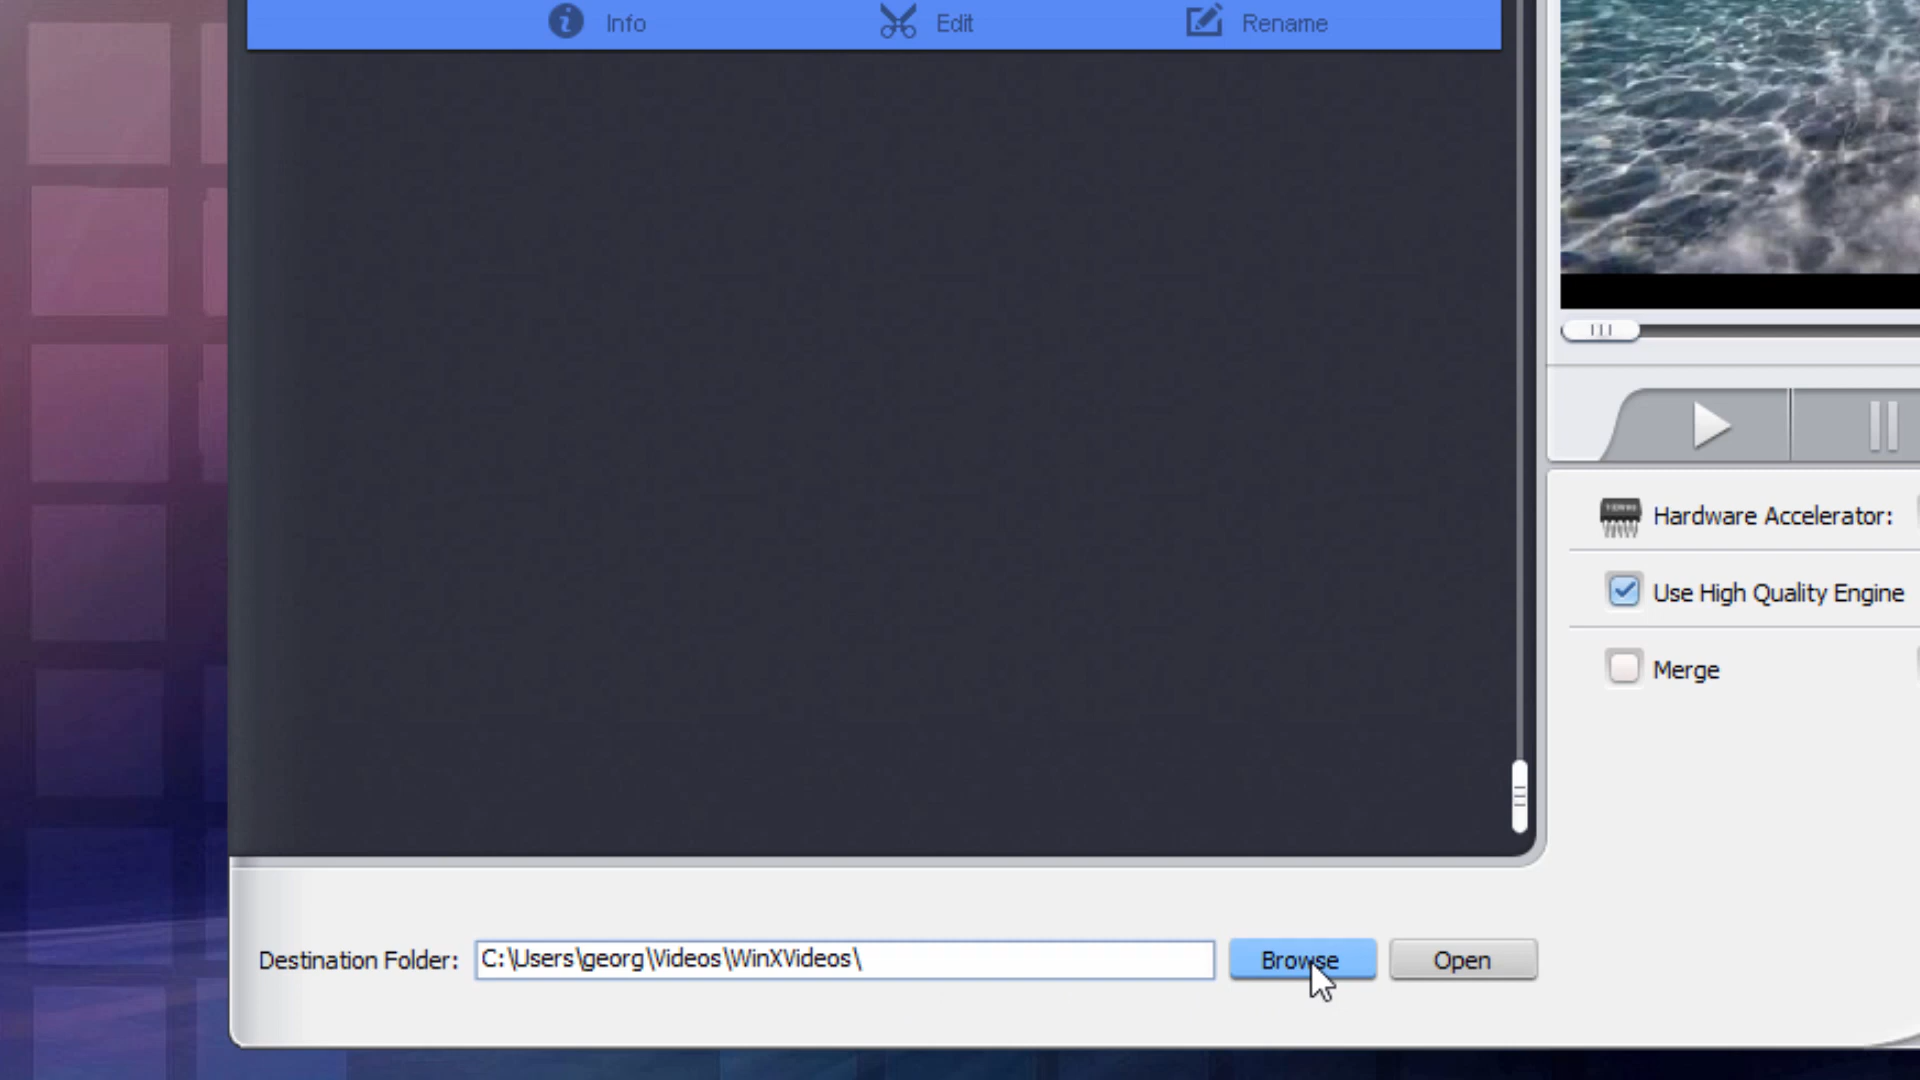 Info Edit Rename
Hardware Accelerator:
Use High Quality Engine
Merge
Destination Folder: C:\Users\georg\Videos\WinXVideos\ Browse Open